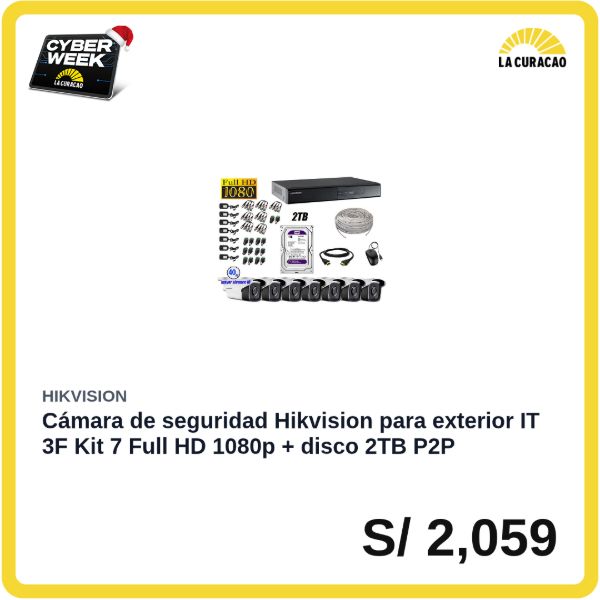 CYBER
WEEK
LA CURACAO
LA CURACAO
Full HD
1080
2TB
40
HIKVISION
Cámara de seguridad Hikvision para exterior IT
3F Kit 7 Full HD 1080p + disco 2TB P2P
S/ 2,059